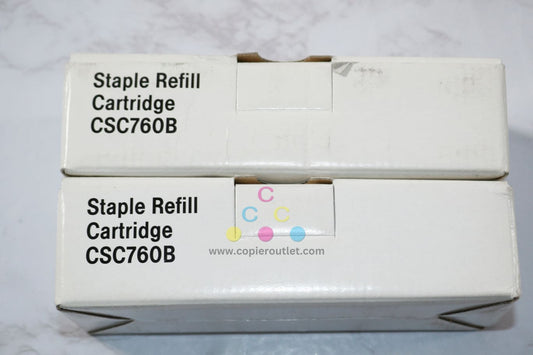 Staple Refill
Cartridge
CSC760B
Staple Refill
Cartridge
CSC760B
C
C C
www.copieroutlet.com